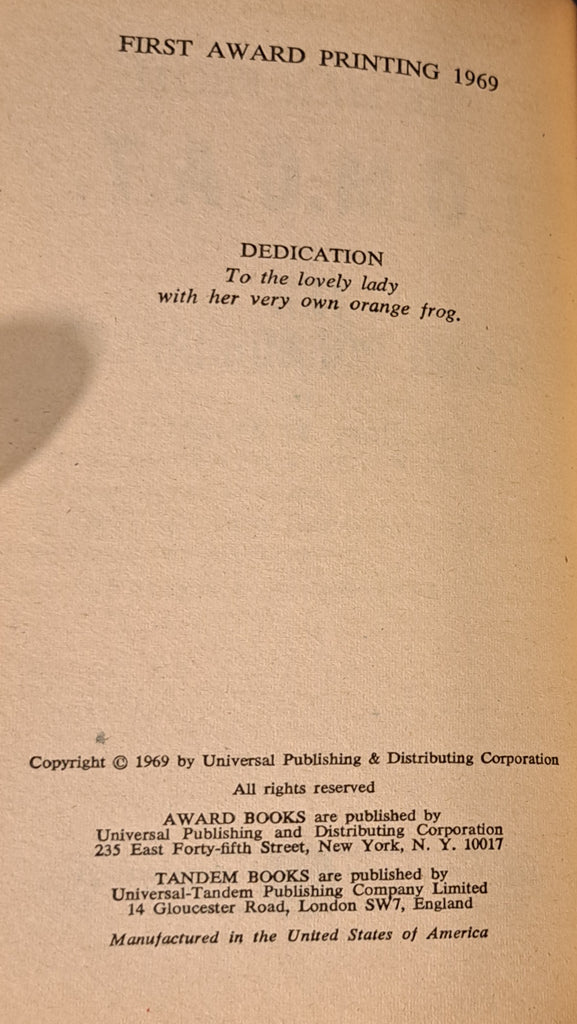 FIRST AWARD PRINTING 1969
DEDICATION
To the lovely lady
with her very own orange frog.
Copyright © 1969 by Universal Publishing & Distributing Corporation
All rights reserved
AWARD BOOKS are published by
Universal Publishing and Distributing Corporation
235 East Forty-fifth Street, New York, N. Y. 10017
TANDEM BOOKS are published by
Universal-Tandem Publishing Company Limited
14 Gloucester Road, London SW7, England
Manufactured in the United States of America